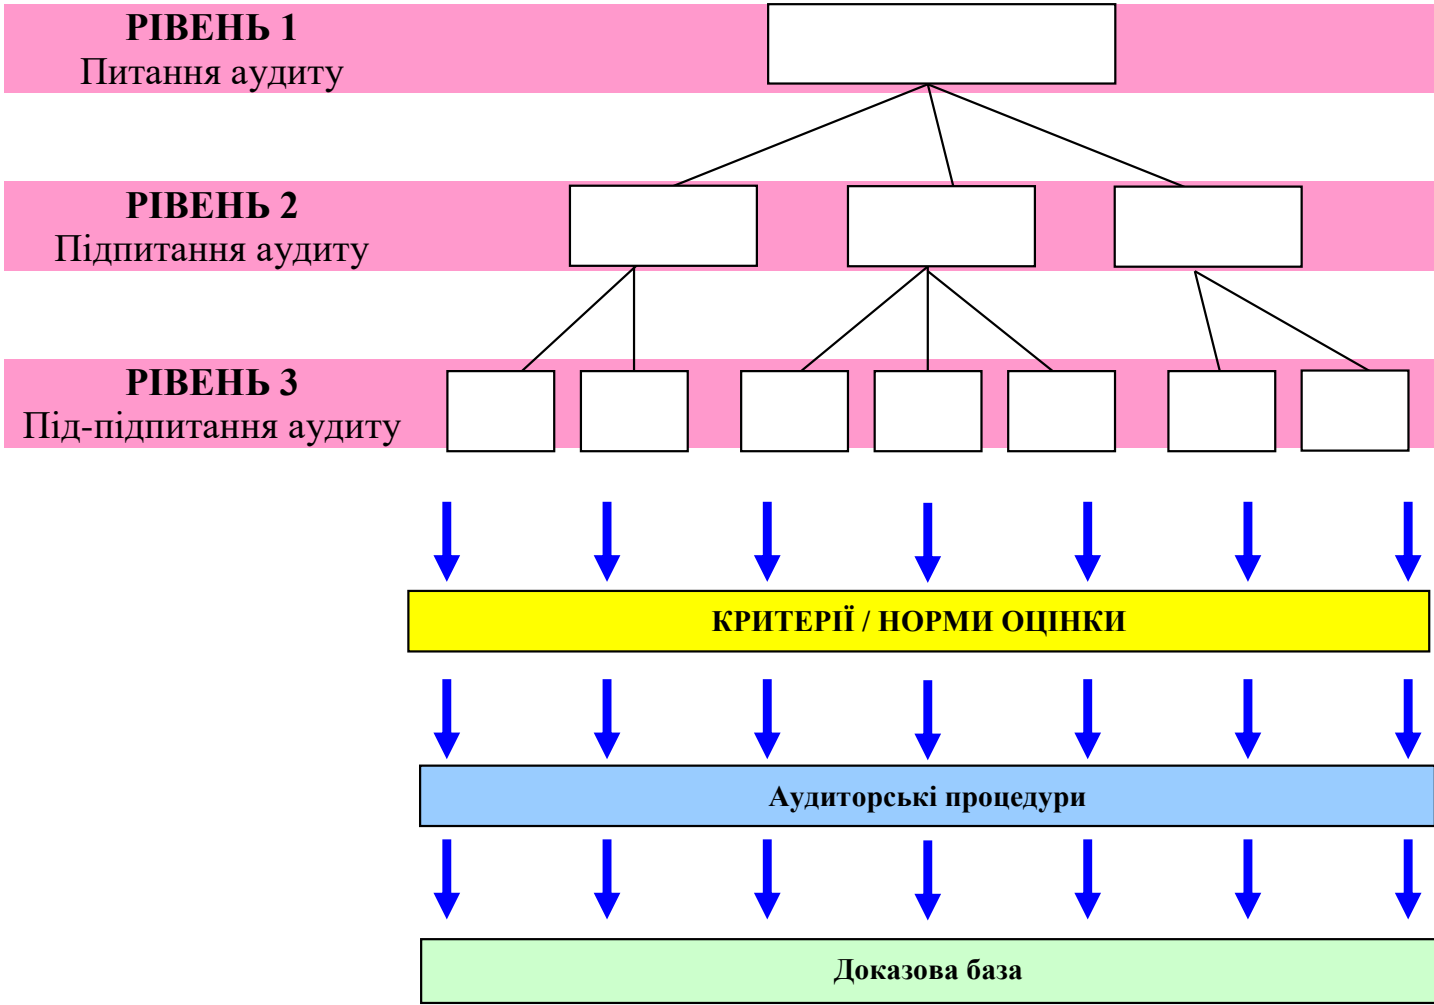 РІВЕНЬ 1
Питання аудиту
РІВЕНЬ 2
Підпитання аудиту
РІВЕНЬ 3
Під-підпитання аудиту
КРИТЕРІЇ / НОРМИ ОЦІНКИ
Аудиторські процедури
Доказова база